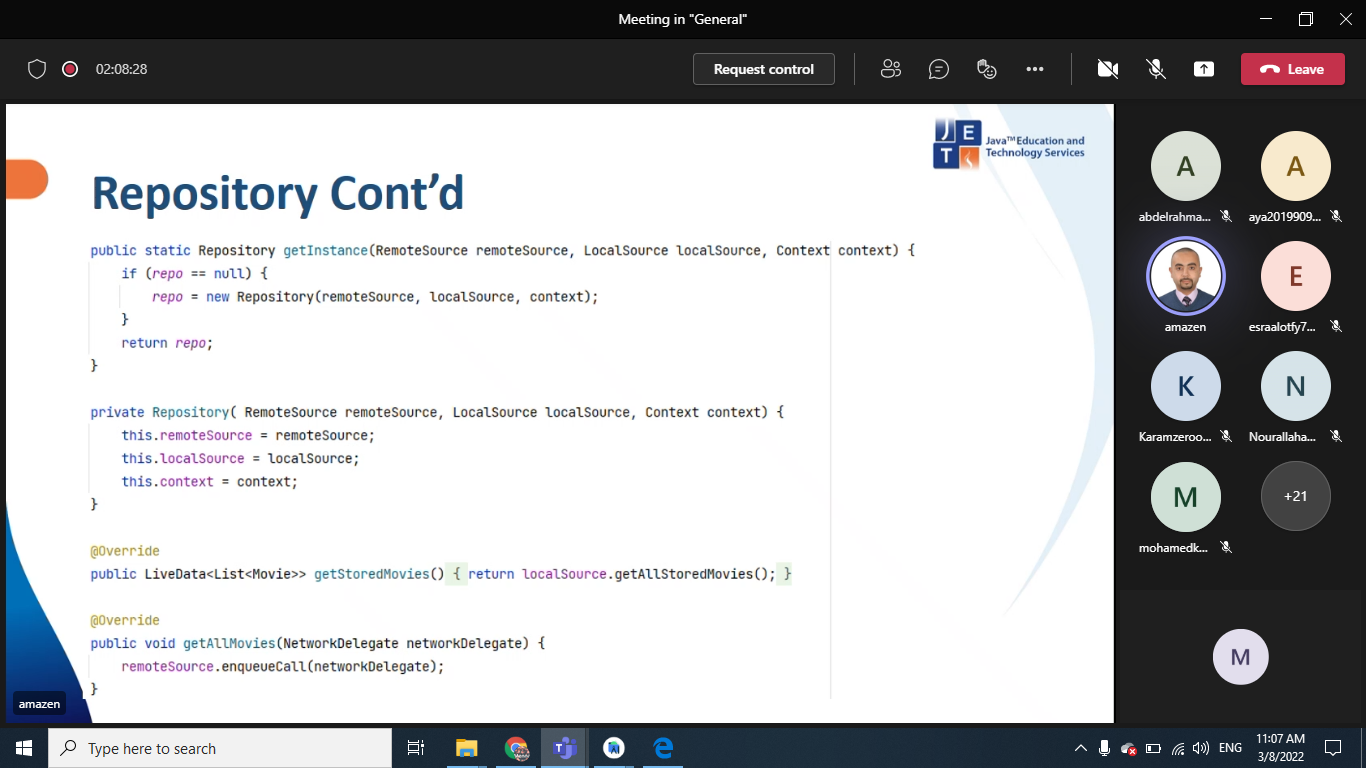 Meeting in "General"
02:08:28
Request control
Leave
J E T
Java™Education and
Technology Services
Repository Cont'd
public static Repository getInstance(RemoteSource remoteSource, LocalSource localSource, Context context) {
if (repo == null) {
repo = new Repository(remoteSource, localSource, context);
}
return repo;
}
private Repository( RemoteSource remoteSource, LocalSource localSource, Context context) {
this.remoteSource = remoteSource;
this.localSource = localSource;
this.context = context;
}
@Override
public LiveData<List<Movie>> getStoredMovies() { return localSource.getAllStoredMovies(); }
@Override
public void getAllMovies(NetworkDelegate networkDelegate) {
remoteSource.enqueueCall(networkDelegate);
}
amazen
A A
abdelrahma... aya2019909...
E
amazen esraalotfy7...
K N
Karamzeroo... Nourallaha...
M +21
mohamedk...
M
Type here to search
ENG
11:07 AM
3/8/2022